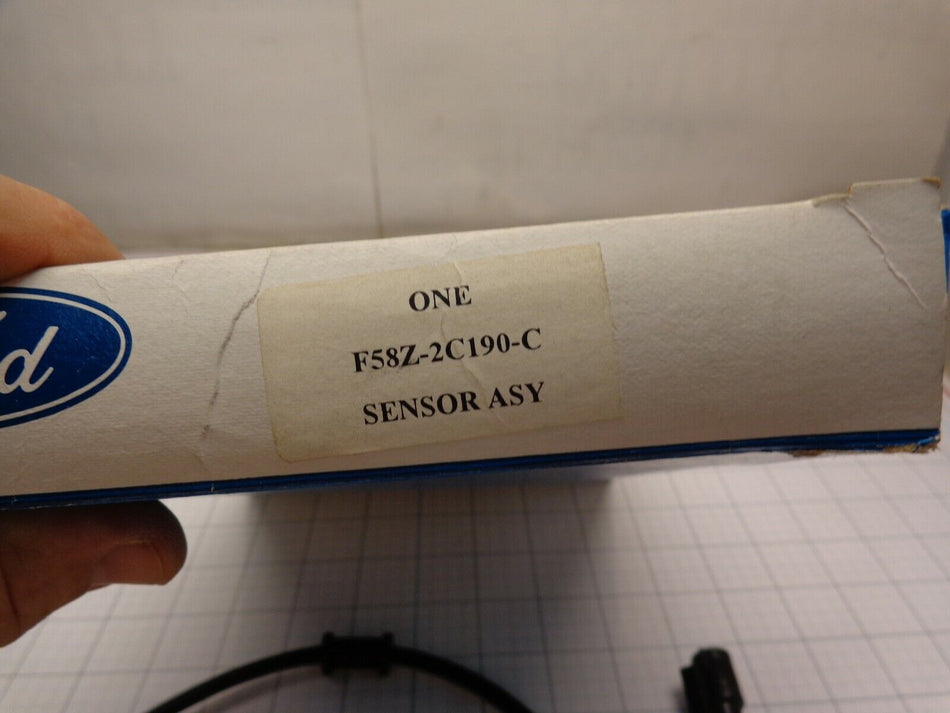 d
ONE
F58Z-2C190-C
SENSOR ASY